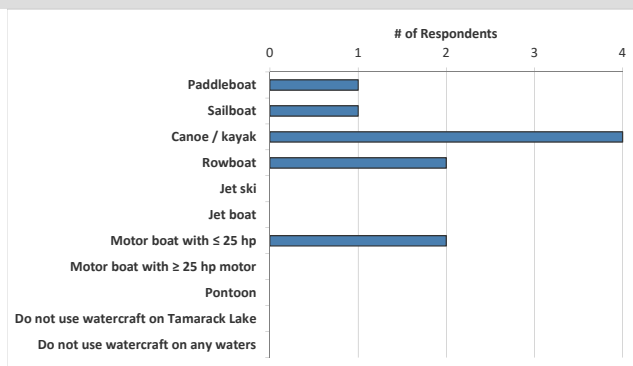 # of Respondents
0 1 2 3 4
Paddleboat
Sailboat
Canoe / kayak
Rowboat
Jet ski
Jet boat
Motor boat with ≤ 25 hp
Motor boat with ≥ 25 hp motor
Pontoon
Do not use watercraft on Tamarack Lake
Do not use watercraft on any waters